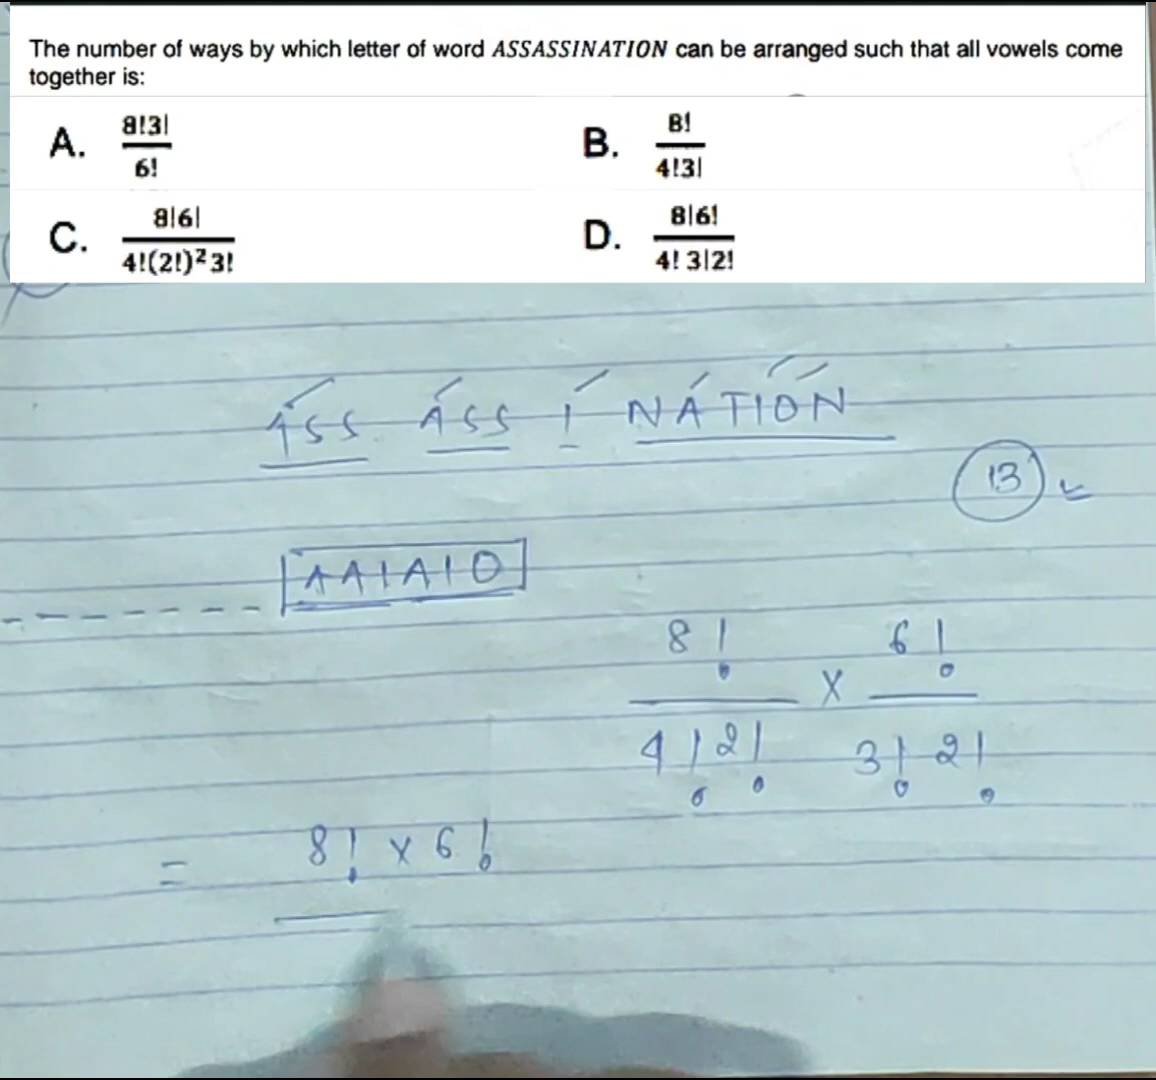 The number of ways by which letter of word ASSASSINATION can be arranged such that all vowels come
together is:
A. 8!3! / 6!
B. 8! / 4!3!
C. 8!6! / 4!(2!)²3!
D. 8!6! / 4! 3!2!
ASS ASS I NATION
13
AAIAIO
8! / 4! 2! × 6! / 3! 2!
= 8! × 6!